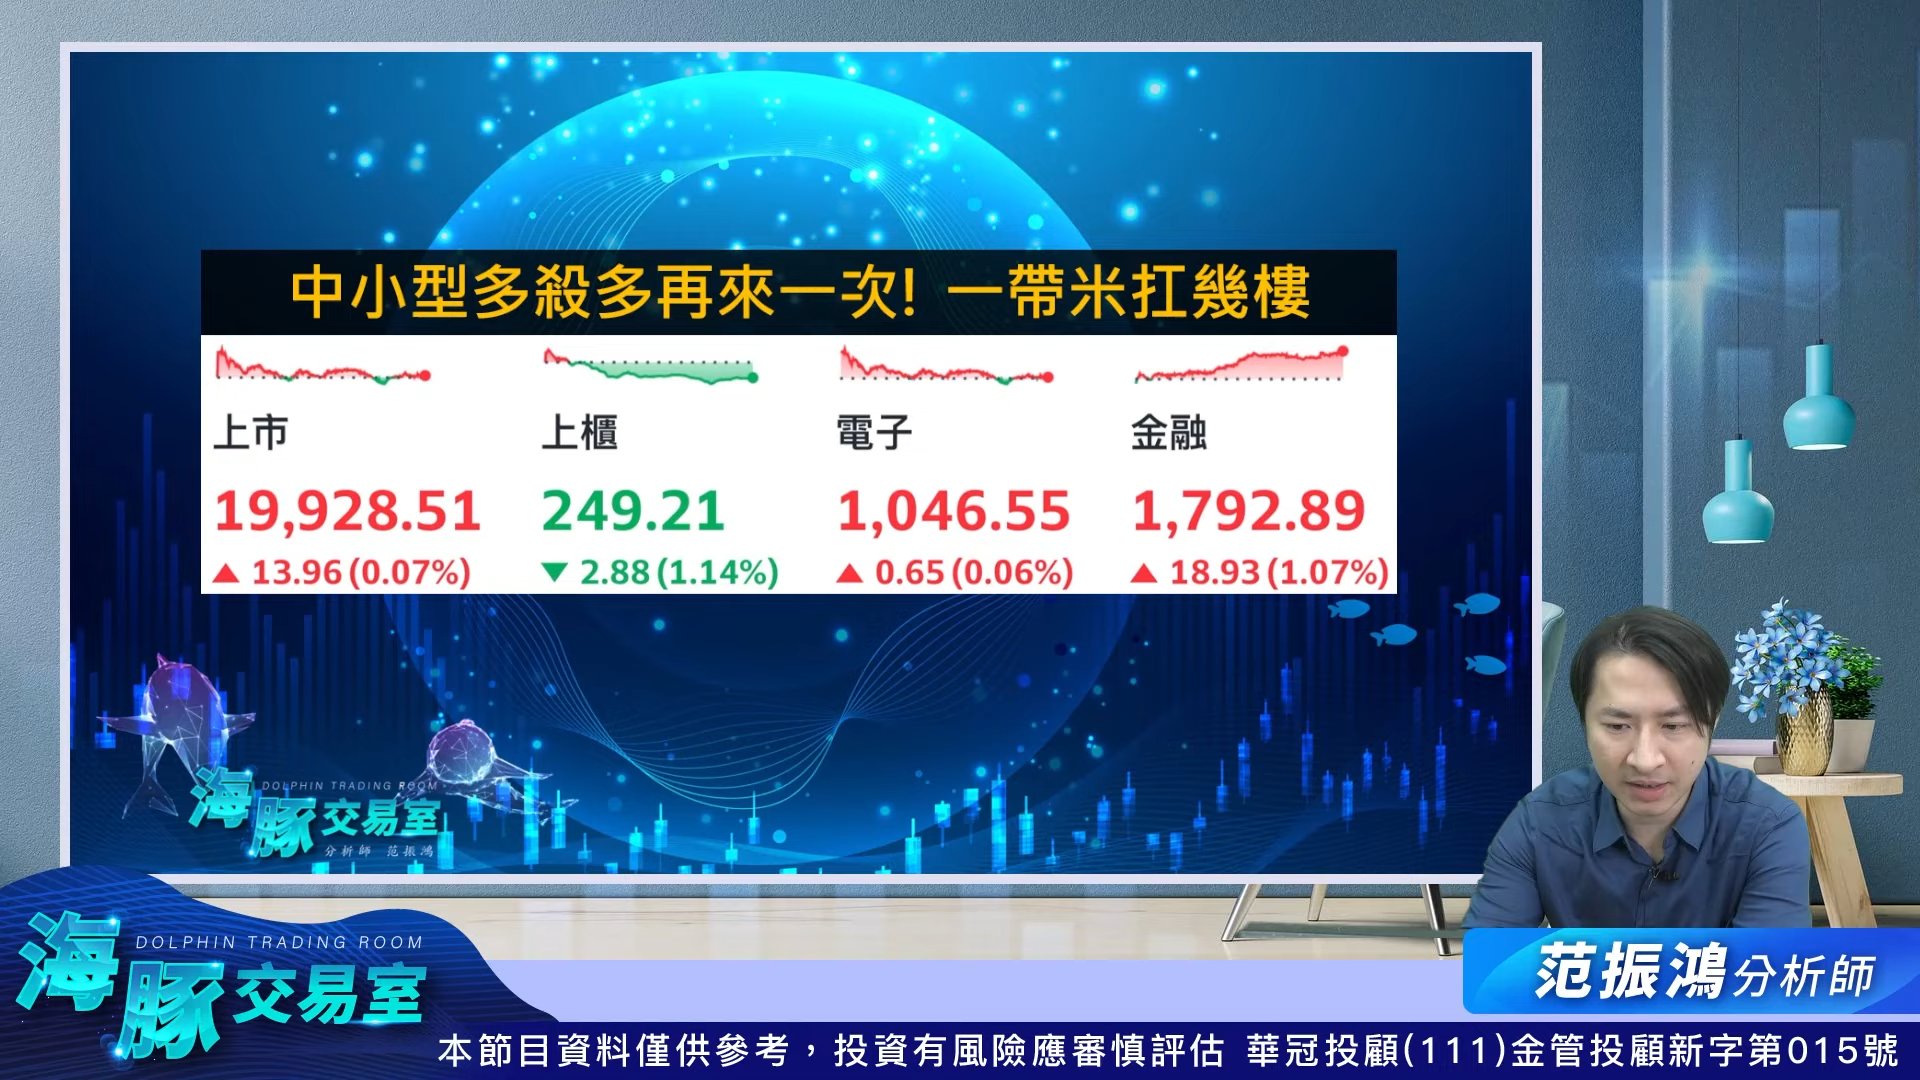 中小型多殺多再來一次! 一帶米扛幾樓
上市
19,928.51
▲ 13.96(0.07%)
上櫃
249.21
▼ 2.88(1.14%)
電子
1,046.55
▲ 0.65(0.06%)
金融
1,792.89
▲ 18.93(1.07%)
DOLPHIN TRADING ROOM
海豚交易室
分析師 范振鴻
DOLPHIN TRADING ROOM
海豚交易室
范振鴻分析師
本節目資料僅供參考，投資有風險應審慎評估 華冠投顧(111)金管投顧新字第015號